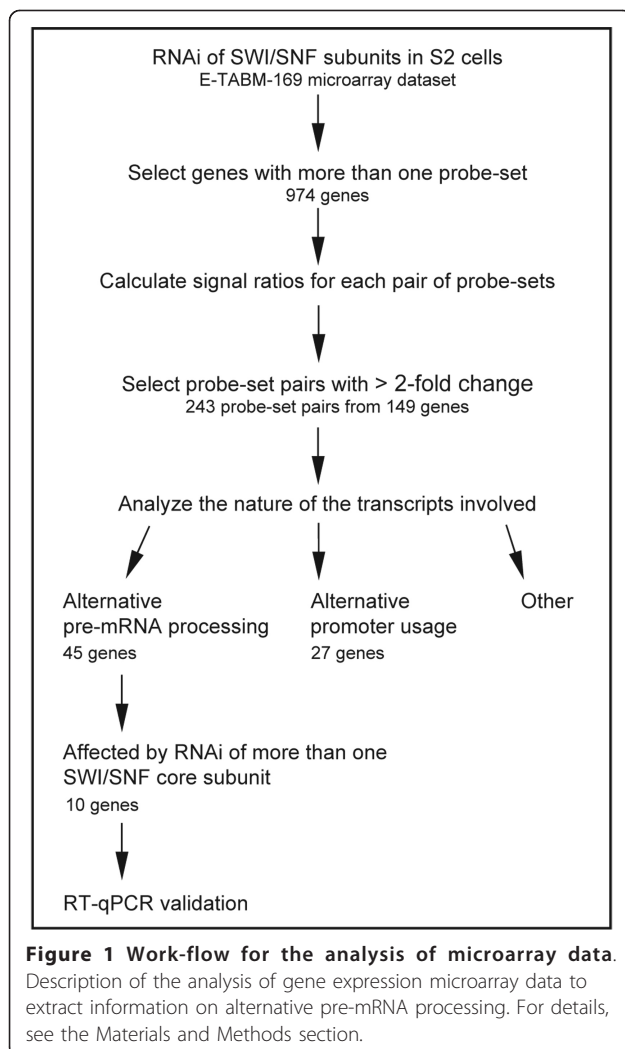 RNAi of SWI/SNF subunits in S2 cells
E-TABM-169 microarray dataset
Select genes with more than one probe-set
974 genes
Calculate signal ratios for each pair of probe-sets
Select probe-set pairs with > 2-fold change
243 probe-set pairs from 149 genes
Analyze the nature of the transcripts involved
Alternative
pre-mRNA processing
45 genes
Alternative
promoter usage
27 genes
Other
Affected by RNAi of more than one
SWI/SNF core subunit
10 genes
RT-qPCR validation
Figure 1 Work-flow for the analysis of microarray data.
Description of the analysis of gene expression microarray data to
extract information on alternative pre-mRNA processing. For details,
see the Materials and Methods section.